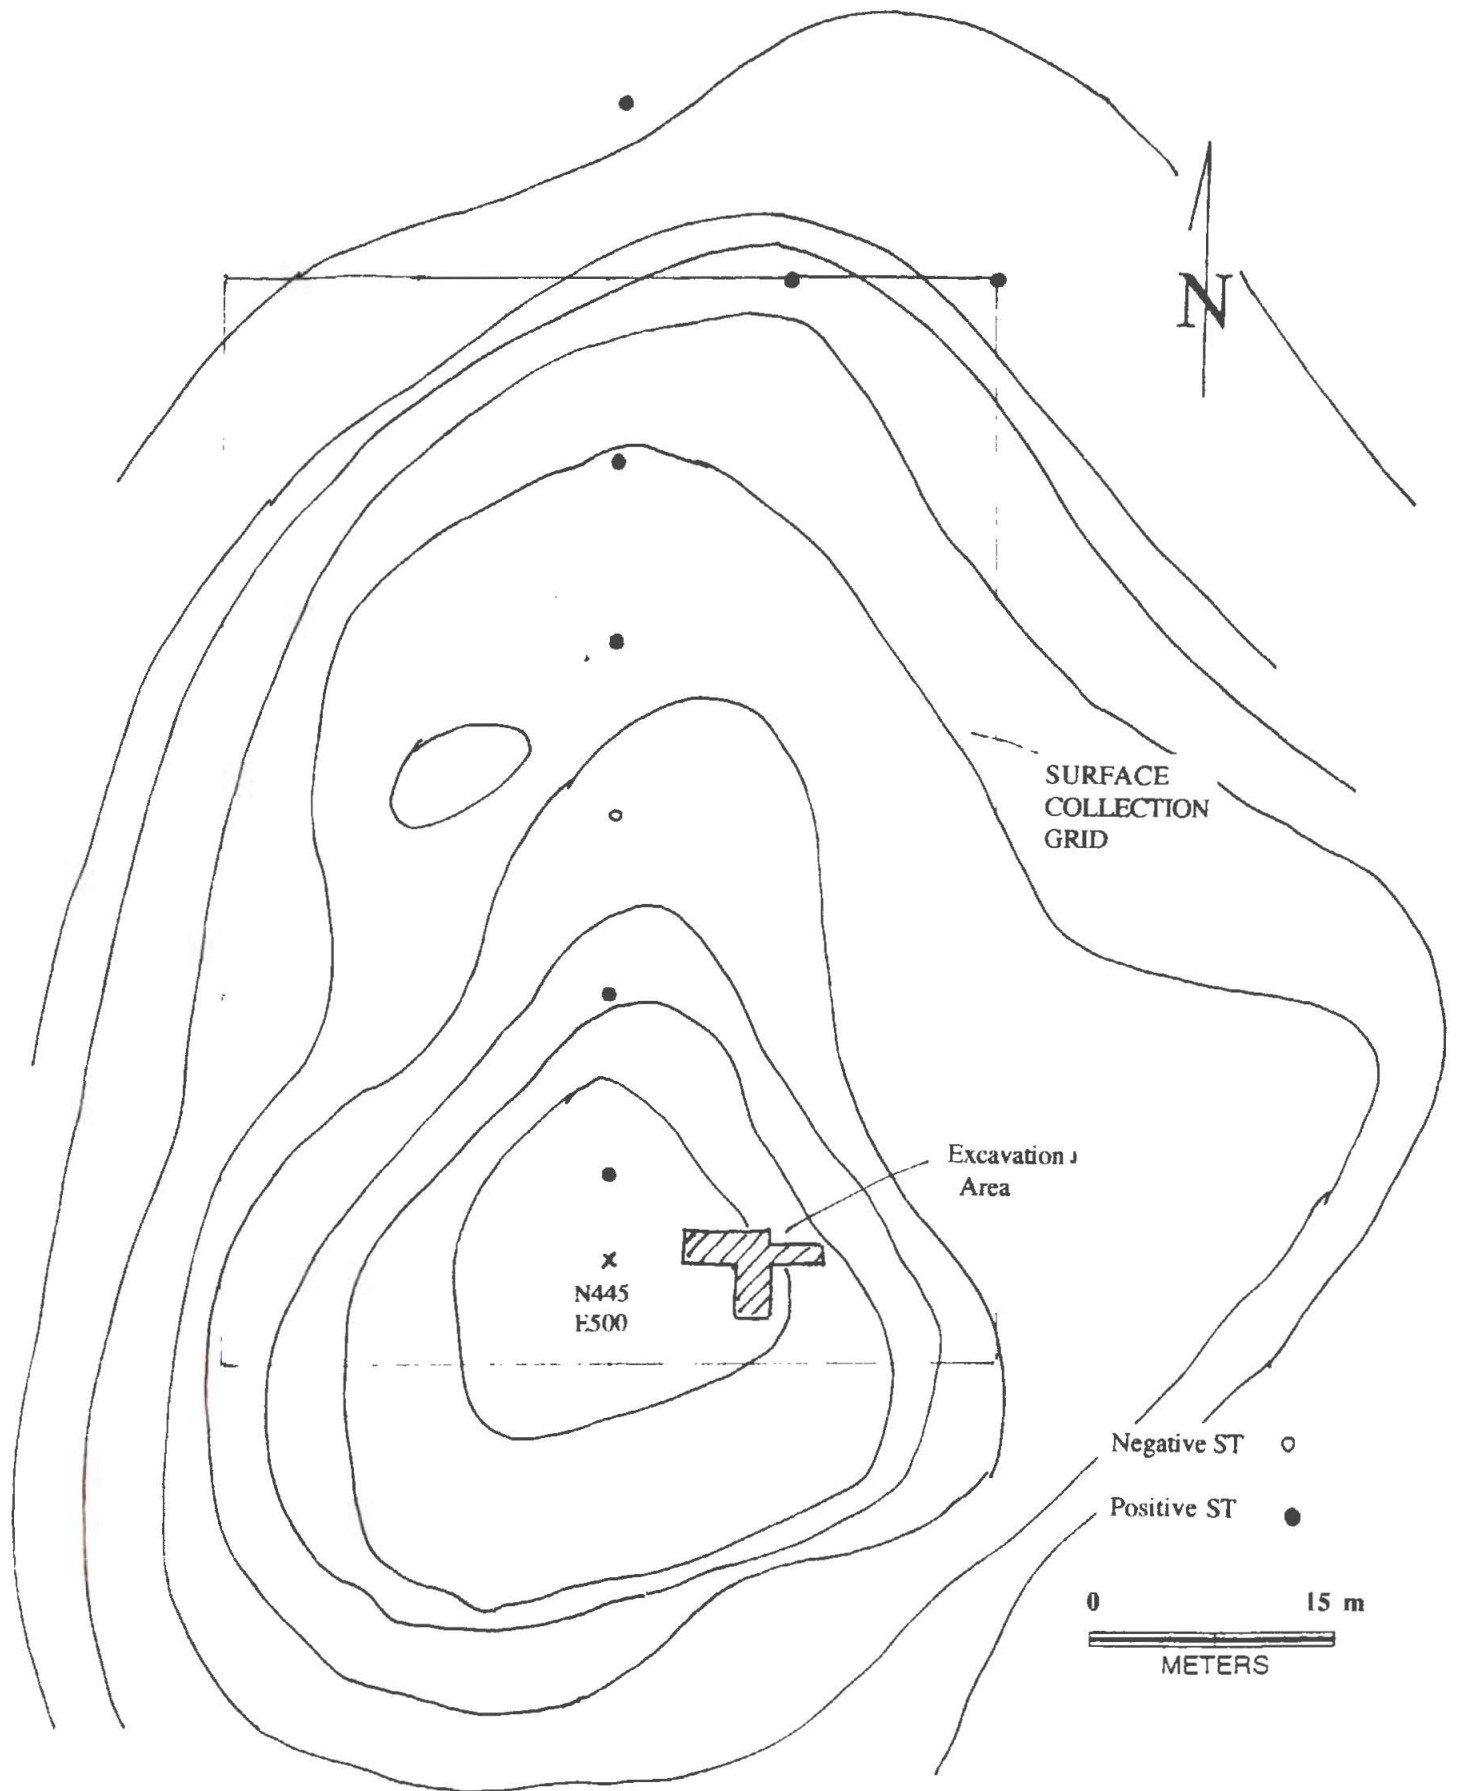 N
SURFACE
COLLECTION
GRID
Excavation
Area
x
N445
E500
Negative ST
Positive ST
0 15 m
METERS